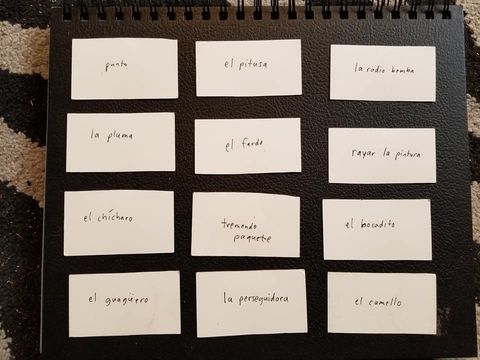 punto
el pitusa
la radio bemba
la pluma
el fardo
rayar la pintura
el chícharo
tremendo
paquete
el bocadito
el guagüero
la perseguidora
el camello